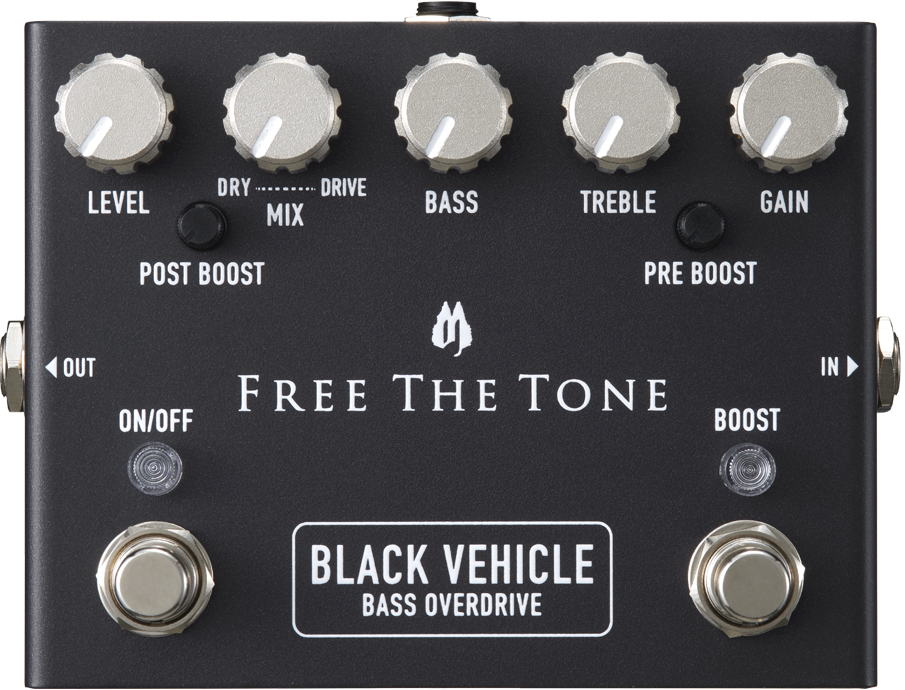 LEVEL
DRY DRIVE
MIX
BASS
TREBLE
GAIN
POST BOOST
PRE BOOST
OUT
IN
FREE THE TONE
ON/OFF
BOOST
BLACK VEHICLE
BASS OVERDRIVE